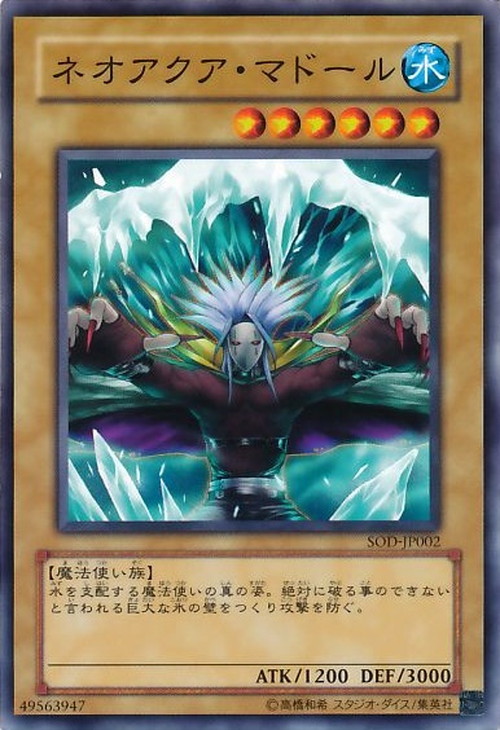 ネオアクア・マドール
水
SOD-JP002
【魔法使い族】
水を支配する魔法使いの真の姿。絶対に破る事のできない
と言われる巨大な氷の壁をつくり攻撃を防ぐ。
ATK/1200 DEF/3000
49563947
©高橋和希 スタジオ・ダイス/集英社